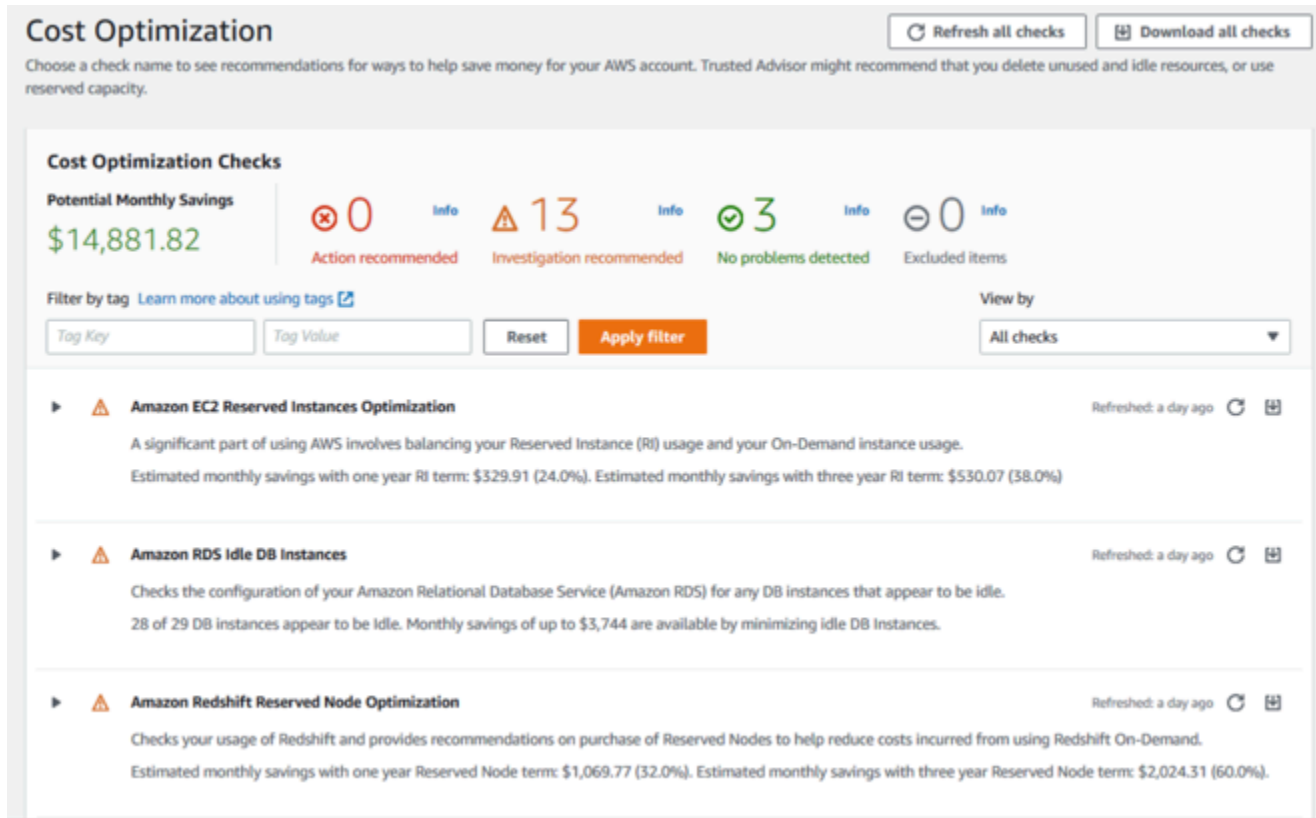 Cost Optimization
Refresh all checks
Download all checks
Choose a check name to see recommendations for ways to help save money for your AWS account. Trusted Advisor might recommend that you delete unused and idle resources, or use
reserved capacity.
Cost Optimization Checks
Potential Monthly Savings
$14,881.82
0 Info
Action recommended
13 Info
Investigation recommended
3 Info
No problems detected
0 Info
Excluded items
Filter by tag Learn more about using tags
View by
Tag Key
Tag Value
Reset
Apply filter
All checks
Amazon EC2 Reserved Instances Optimization
Refreshed: a day ago
A significant part of using AWS involves balancing your Reserved Instance (RI) usage and your On-Demand instance usage.
Estimated monthly savings with one year RI term: $329.91 (24.0%). Estimated monthly savings with three year RI term: $530.07 (38.0%)
Amazon RDS Idle DB Instances
Refreshed: a day ago
Checks the configuration of your Amazon Relational Database Service (Amazon RDS) for any DB instances that appear to be idle.
28 of 29 DB instances appear to be Idle. Monthly savings of up to $3,744 are available by minimizing idle DB Instances.
Amazon Redshift Reserved Node Optimization
Refreshed: a day ago
Checks your usage of Redshift and provides recommendations on purchase of Reserved Nodes to help reduce costs incurred from using Redshift On-Demand.
Estimated monthly savings with one year Reserved Node term: $1,069.77 (32.0%). Estimated monthly savings with three year Reserved Node term: $2,024.31 (60.0%).